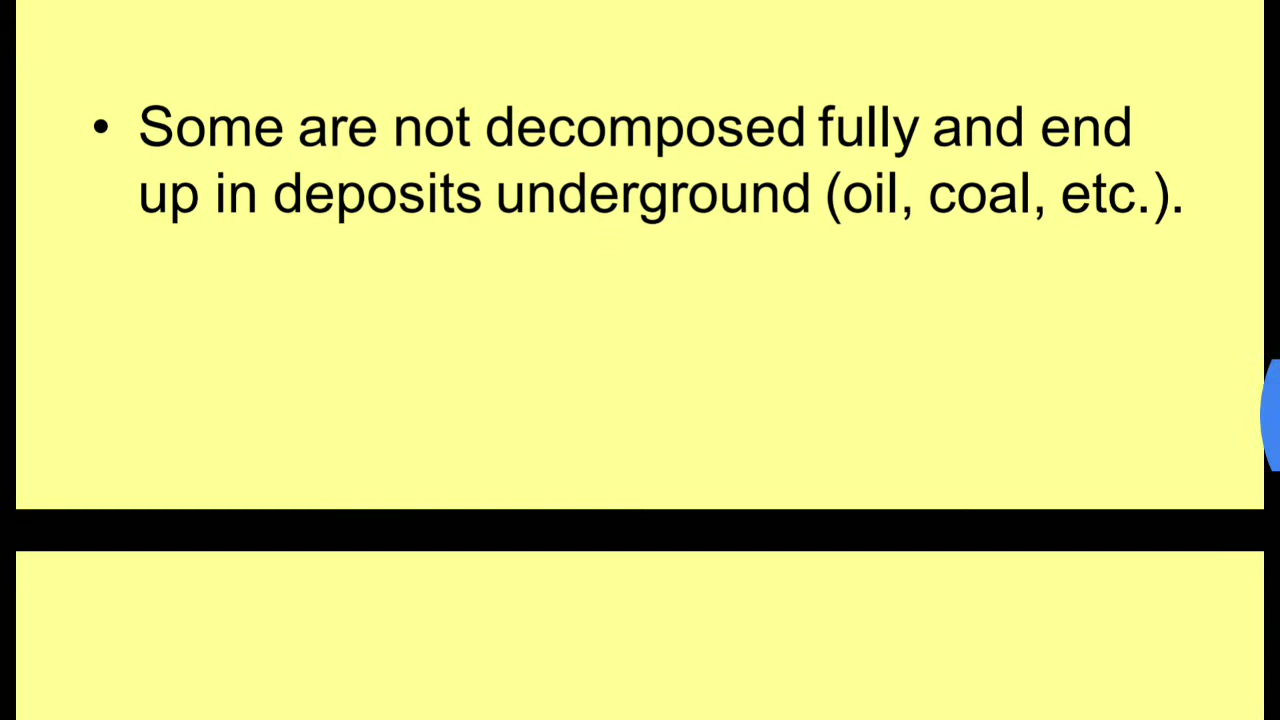 • Some are not decomposed fully and end
up in deposits underground (oil, coal, etc.).